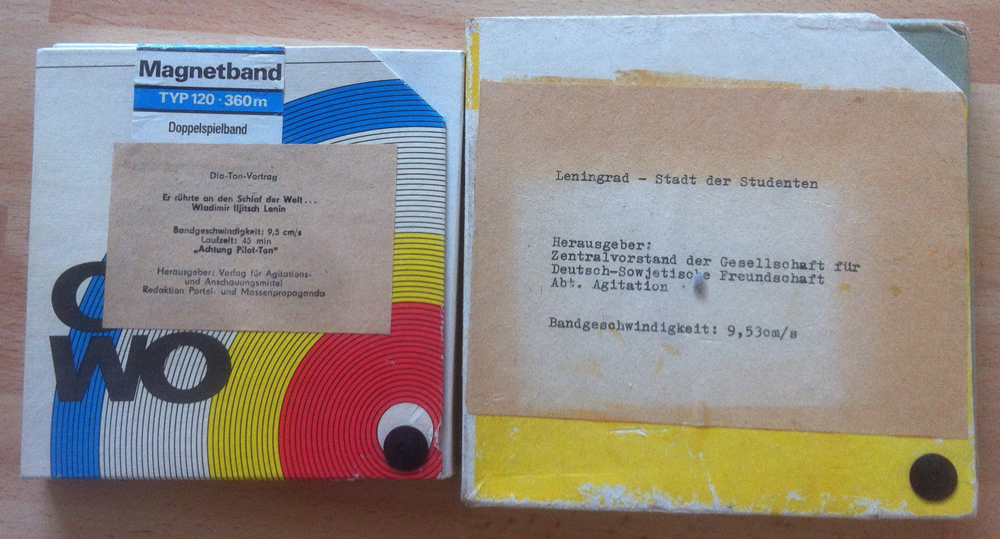 Magnetband
TYP 120 · 360m
Doppelspielband
Dia-Ton-Vortrag
Er rührte an den Schlaf der Welt...
Wladimir Iljitsch Lenin
Bandgeschwindigkeit: 9,5 cm/s
Laufzeit: 45 min
„Achtung Pilot-Ton"
Herausgeber: Verlag für Agitations-
und Anschauungsmittel
Redaktion Partei- und Massenpropaganda
WO
Leningrad - Stadt der Studenten
Herausgeber:
Zentralvorstand der Gesellschaft für
Deutsch-Sowjetische Freundschaft
Abt. Agitation
Bandgeschwindigkeit: 9,53cm/s